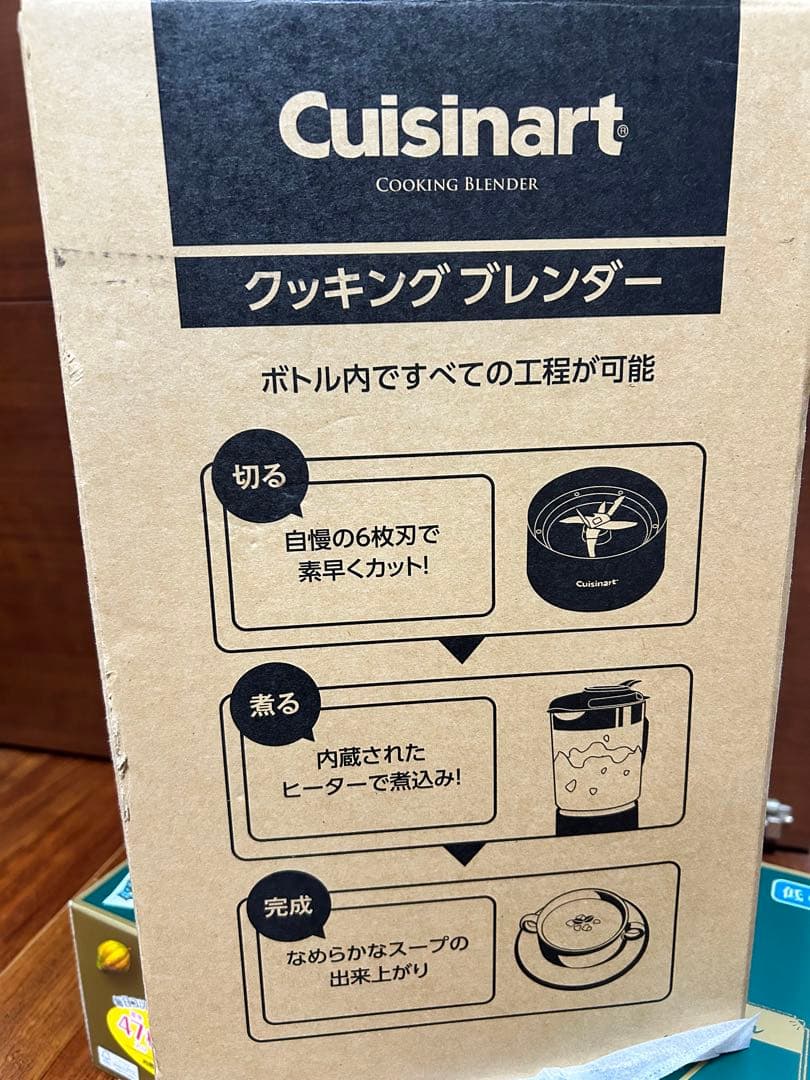 Cuisinart®
COOKING BLENDER
クッキング ブレンダー
ボトル内ですべての工程が可能
切る
自慢の6枚刃で
素早くカット!
Cuisinart
煮る
内蔵された
ヒーターで煮込み!
完成
なめらかなスープの
出来上がり
低